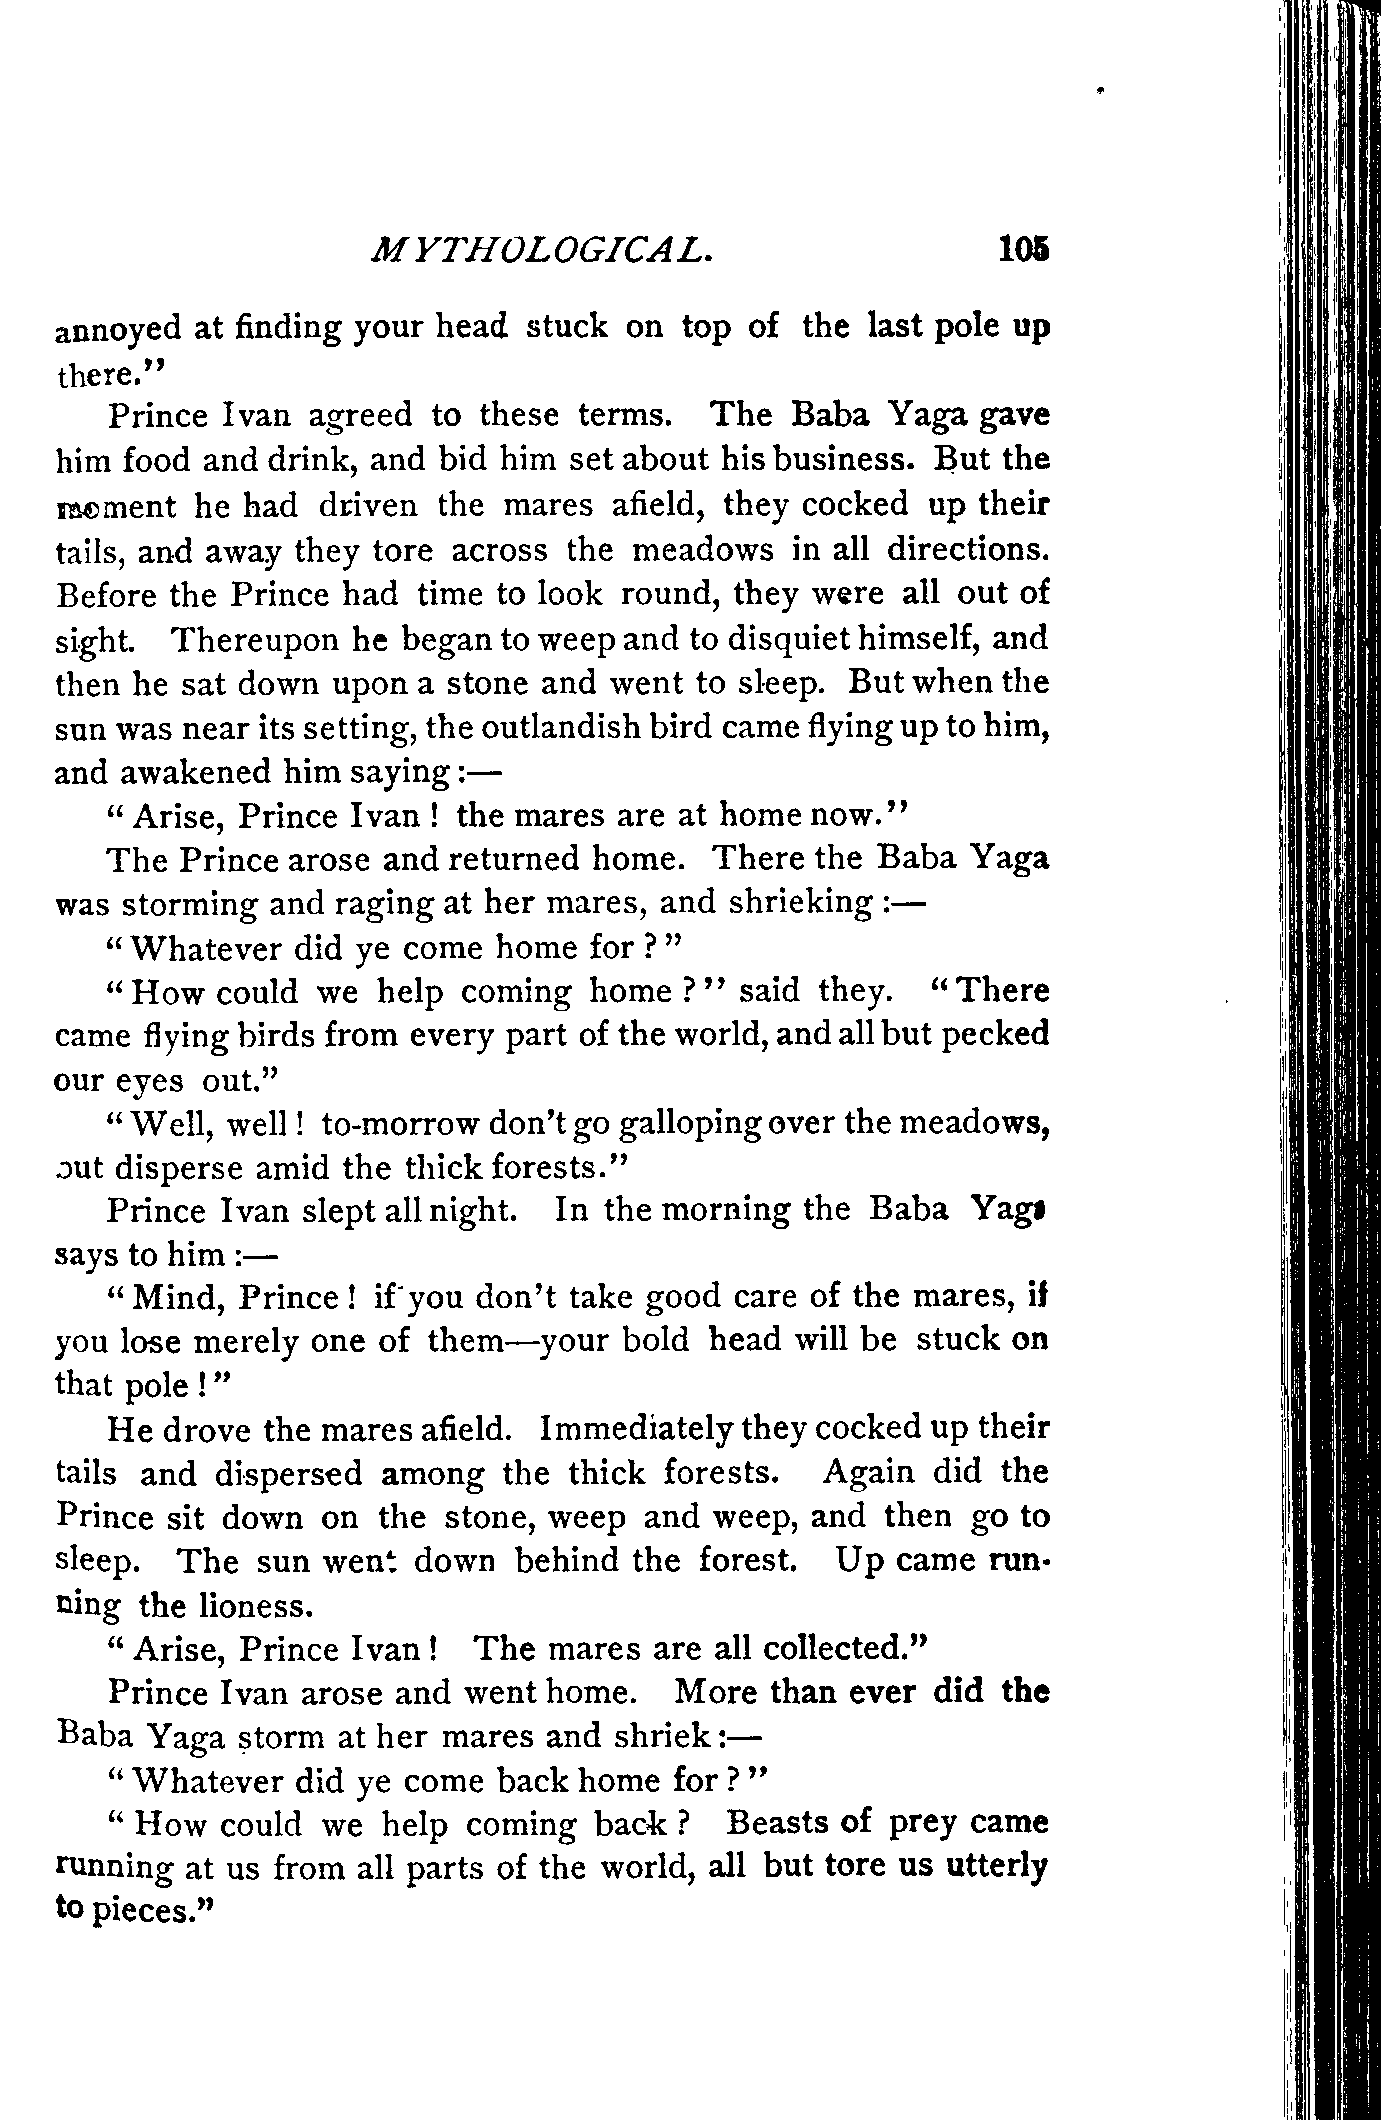 MYTHOLOGICAL. 105
annoyed at finding your head stuck on top of the last pole up
there."
Prince Ivan agreed to these terms. The Baba Yaga gave
him food and drink, and bid him set about his business. But the
moment he had driven the mares afield, they cocked up their
tails, and away they tore across the meadows in all directions.
Before the Prince had time to look round, they were all out of
sight. Thereupon he began to weep and to disquiet himself, and
then he sat down upon a stone and went to sleep. But when the
sun was near its setting, the outlandish bird came flying up to him,
and awakened him saying:—
"Arise, Prince Ivan! the mares are at home now."
The Prince arose and returned home. There the Baba Yaga
was storming and raging at her mares, and shrieking:—
"Whatever did ye come home for?"
"How could we help coming home?" said they. "There
came flying birds from every part of the world, and all but pecked
our eyes out."
"Well, well! to-morrow don't go galloping over the meadows,
but disperse amid the thick forests."
Prince Ivan slept all night. In the morning the Baba Yaga
says to him:—
"Mind, Prince! if you don't take good care of the mares, if
you lose merely one of them—your bold head will be stuck on
that pole!"
He drove the mares afield. Immediately they cocked up their
tails and dispersed among the thick forests. Again did the
Prince sit down on the stone, weep and weep, and then go to
sleep. The sun went down behind the forest. Up came run-
ning the lioness.
"Arise, Prince Ivan! The mares are all collected."
Prince Ivan arose and went home. More than ever did the
Baba Yaga storm at her mares and shriek:—
"Whatever did ye come back home for?"
"How could we help coming back? Beasts of prey came
running at us from all parts of the world, all but tore us utterly
to pieces."